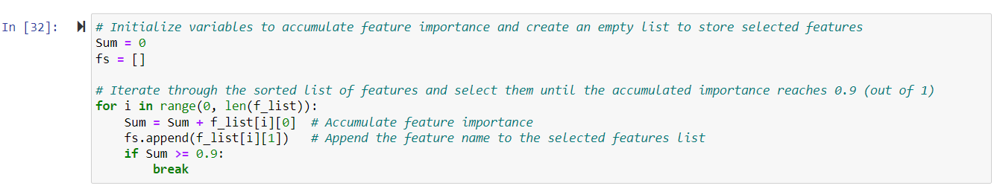 In [32]:
# Initialize variables to accumulate feature importance and create an empty list to store selected features
Sum = 0
fs = []
# Iterate through the sorted list of features and select them until the accumulated importance reaches 0.9 (out of 1)
for i in range(0, len(f_list)):
    Sum = Sum + f_list[i][0]  # Accumulate feature importance
    fs.append(f_list[i][1])   # Append the feature name to the selected features list
    if Sum >= 0.9:
        break